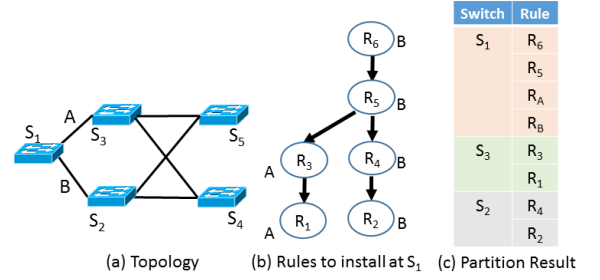 A
S1
S3
S5
B
S2
S4
(a) Topology
R6 B
R5 B
R3
A
R4 B
R1
A
R2 B
(b) Rules to install at S1
Switch Rule
S1 R6
R5
RA
RB
S3 R3
R1
S2 R4
R2
(c) Partition Result